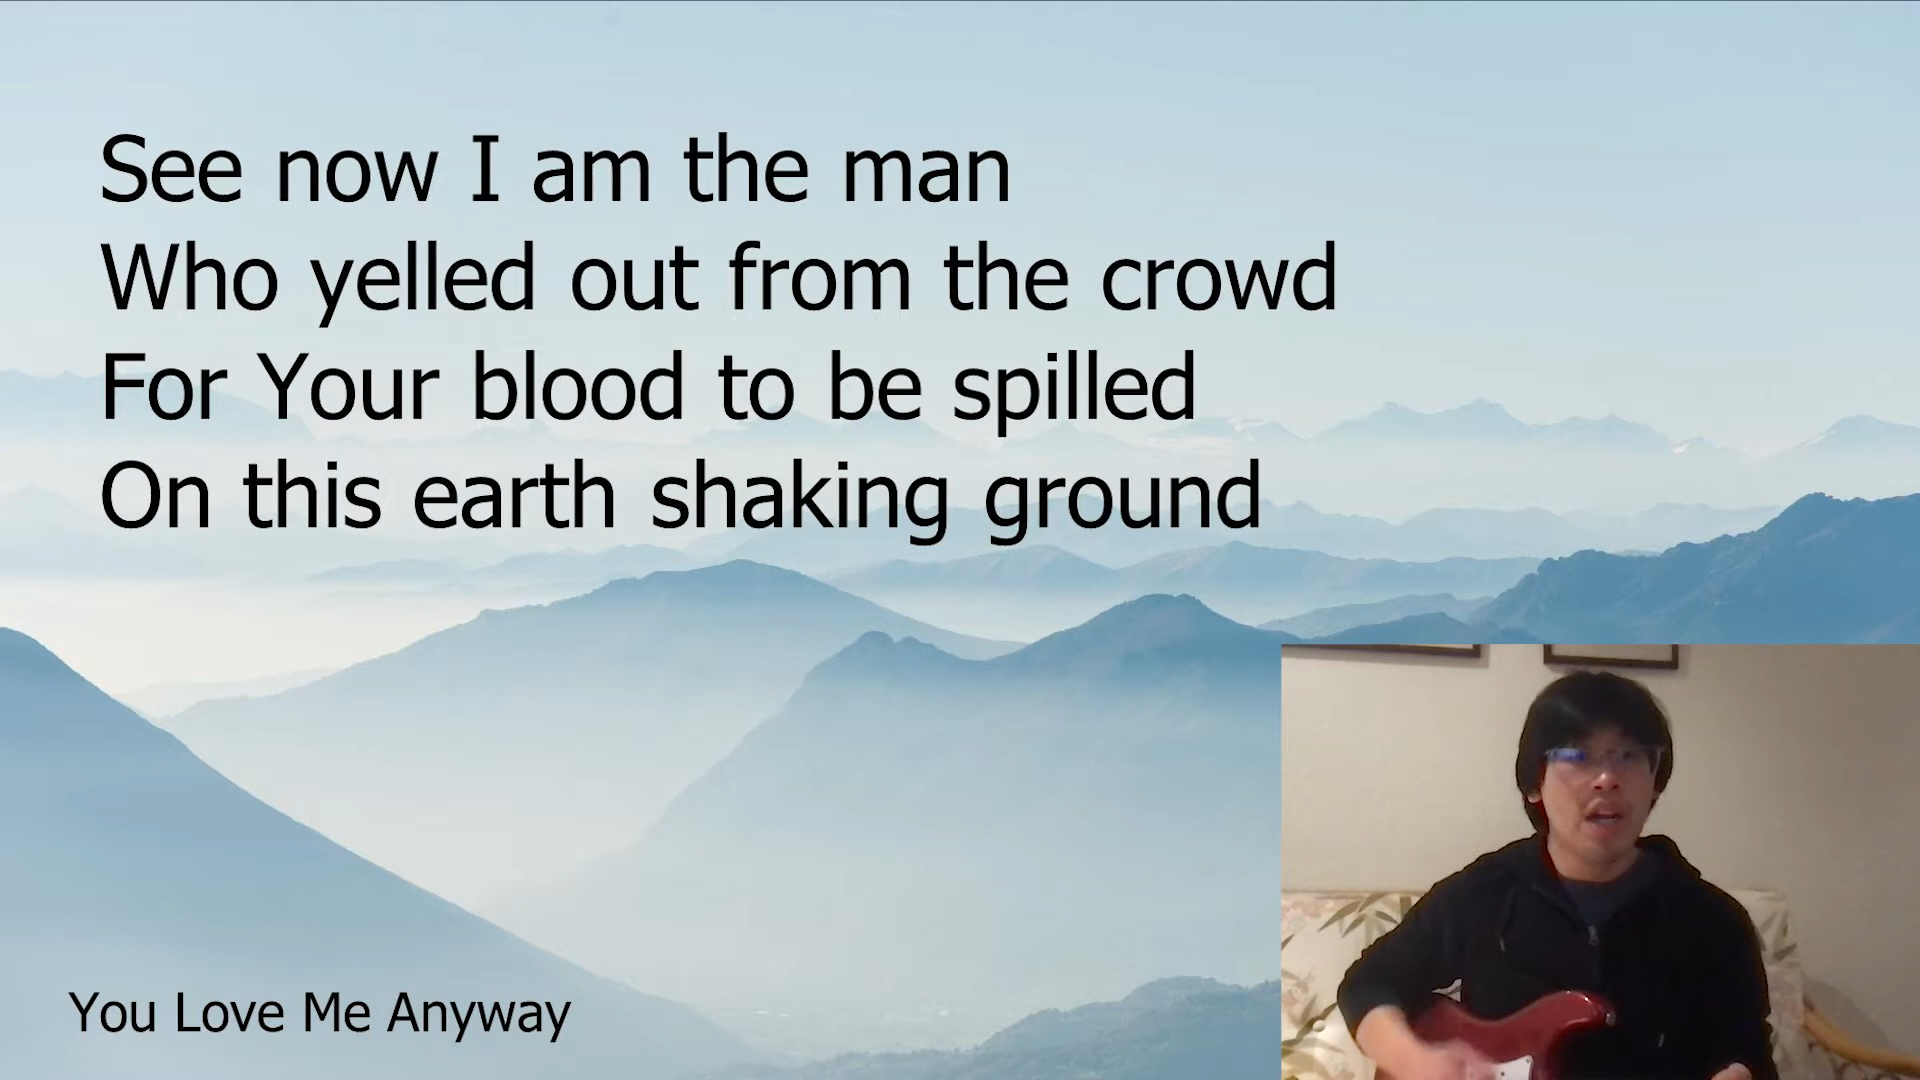 See now I am the man
Who yelled out from the crowd
For Your blood to be spilled
On this earth shaking ground
You Love Me Anyway